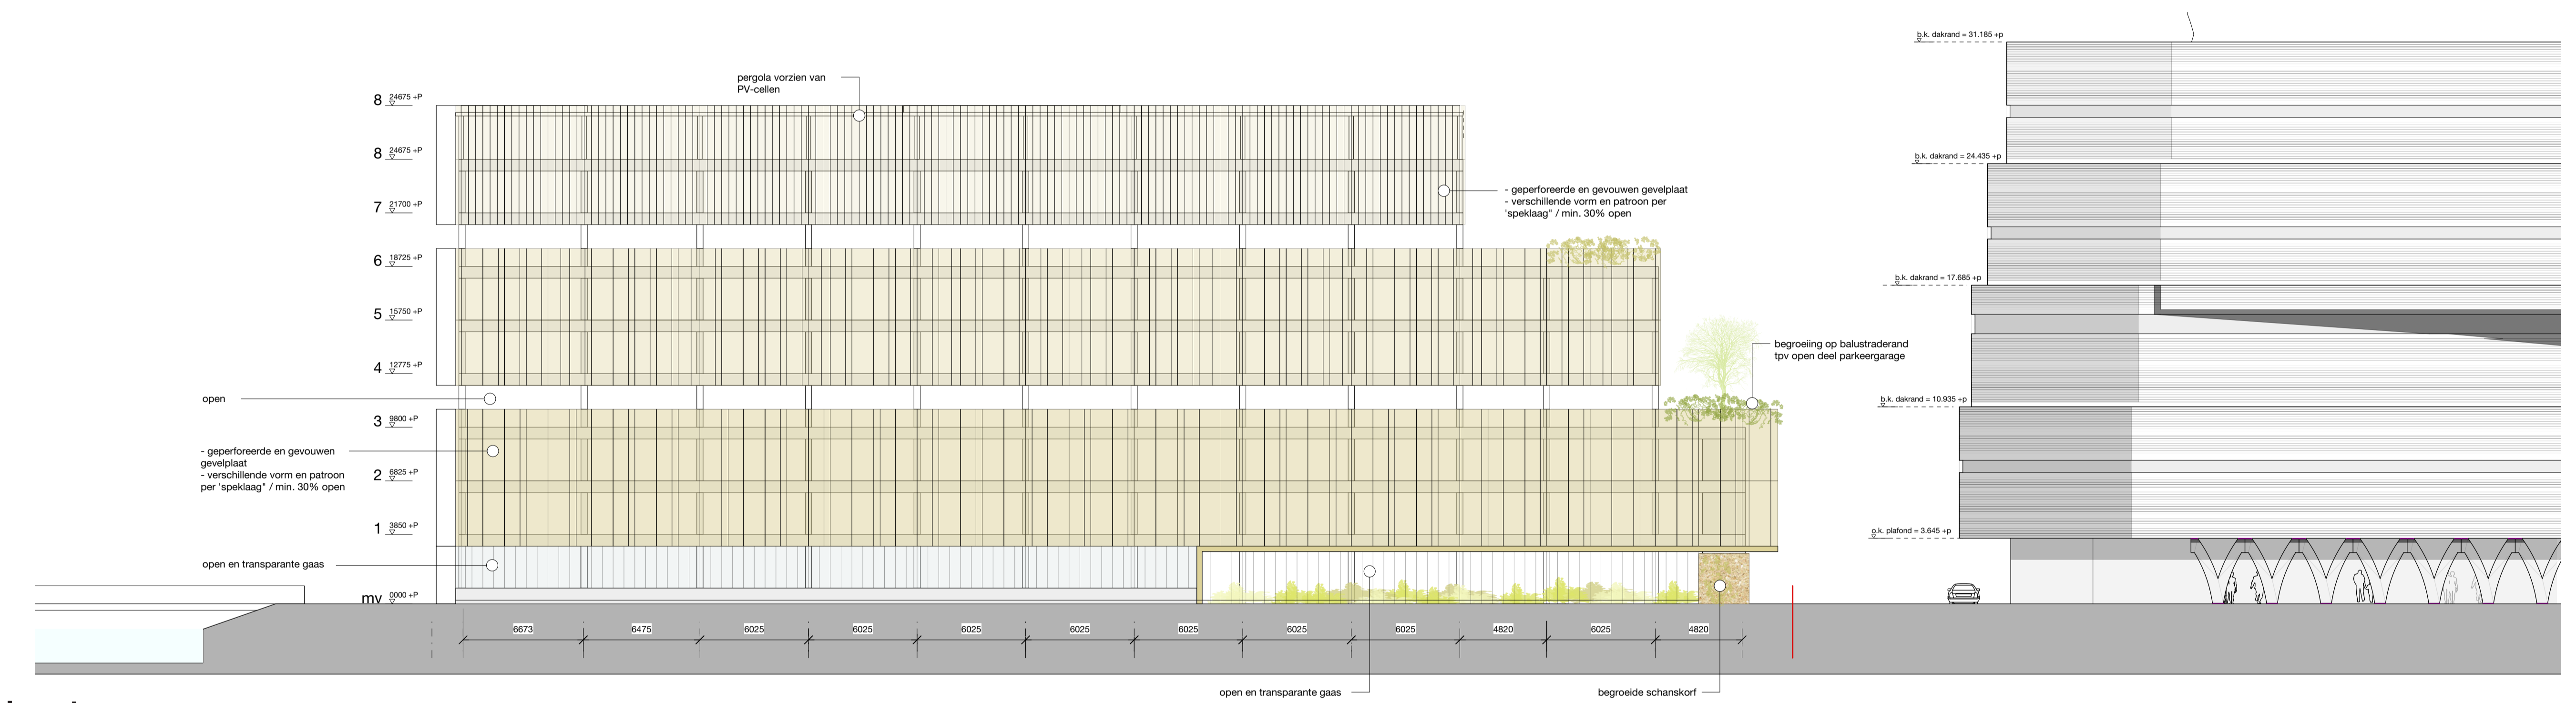 b.k. dakrand = 31.185 +p
pergola vorzien van
PV-cellen
8 24675 +P
8 24675 +P
b.k. dakrand = 24.435 +p
- geperforeerde en gevouwen gevelplaat
- verschillende vorm en patroon per
'speklaag" / min. 30% open
7 21700 +P
6 18725 +P
b.k. dakrand = 17.685 +p
5 15750 +P
begroeiing op balustraderand
tpv open deel parkeergarage
4 12775 +P
open
b.k. dakrand = 10.935 +p
3 9800 +P
- geperforeerde en gevouwen
gevelplaat
- verschillende vorm en patroon
per 'speklaag" / min. 30% open
2 6825 +P
1 3850 +P
o.k. plafond = 3.645 +p
open en transparante gaas
mv 0000 +P
6673 6475 6025 6025 6025 6025 6025 6025 6025 4820 6025 4820
open en transparante gaas
begroeide schanskorf